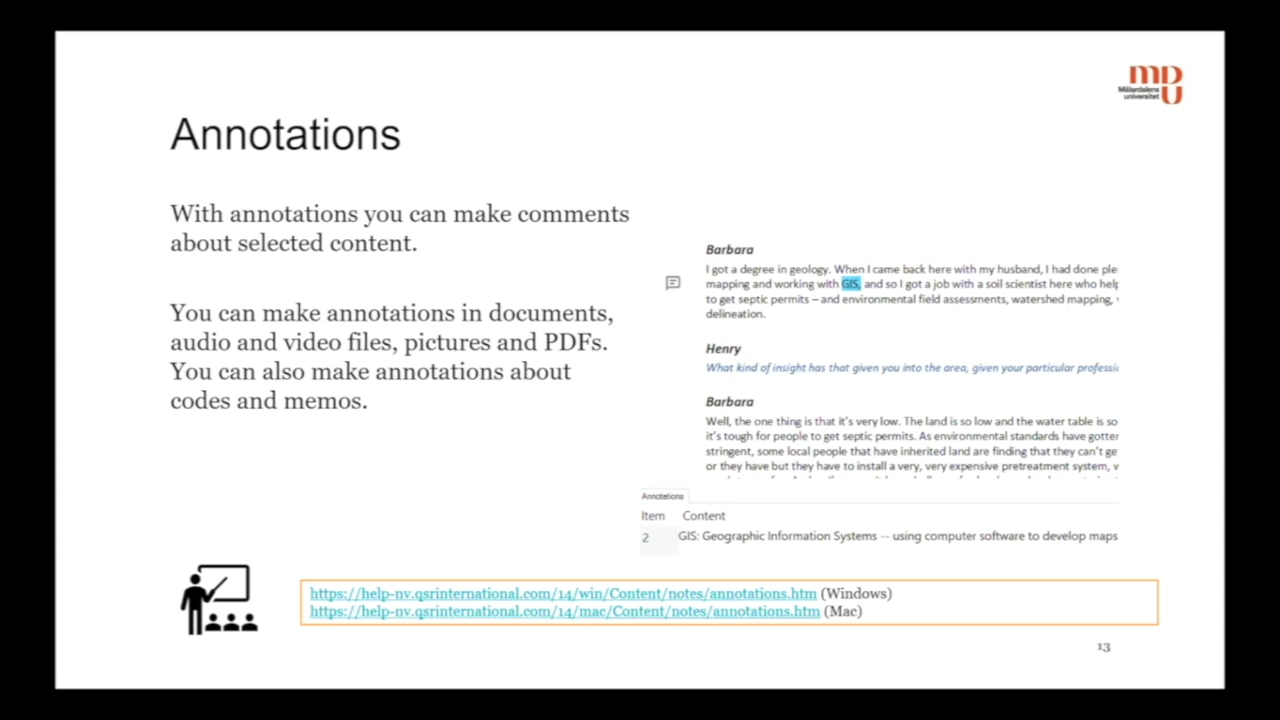 MDU
Mälardalens
universitet
Annotations
With annotations you can make comments
about selected content.
You can make annotations in documents,
audio and video files, pictures and PDFs.
You can also make annotations about
codes and memos.
Barbara
I got a degree in geology. When I came back here with my husband, I had done ple
mapping and working with GIS, and so I got a job with a soil scientist here who help
to get septic permits – and environmental field assessments, watershed mapping,
delineation.
Henry
What kind of insight has that given you into the area, given your particular professi
Barbara
Well, the one thing is that it's very low. The land is so low and the water table is so
it's tough for people to get septic permits. As environmental standards have gotter
stringent, some local people that have inherited land are finding that they can't ge
or they have but they have to install a very, very expensive pretreatment system,
Annotations
Item Content
2 GIS: Geographic Information Systems -- using computer software to develop maps
https://help-nv.qsrinternational.com/14/win/Content/notes/annotations.htm (Windows)
https://help-nv.qsrinternational.com/14/mac/Content/notes/annotations.htm (Mac)
13